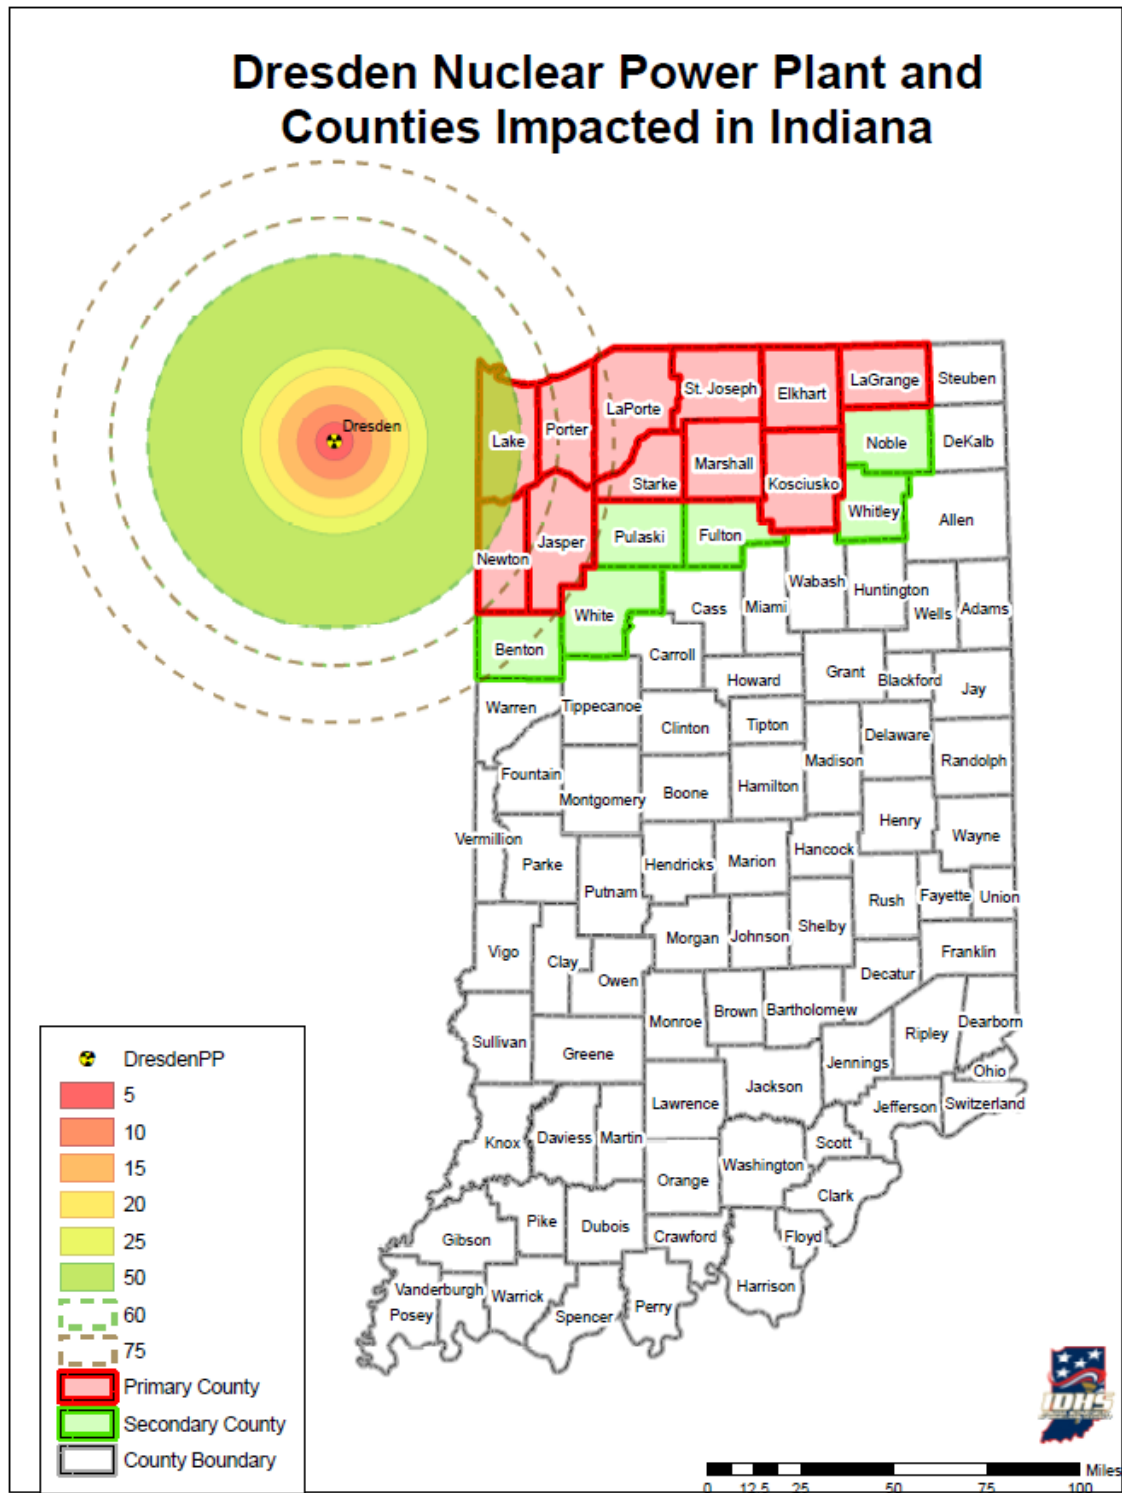 Dresden Nuclear Power Plant and
Counties Impacted in Indiana
Dresden
Lake
Porter
LaPorte
St. Joseph
Elkhart
LaGrange
Steuben
Noble
DeKalb
Starke
Marshall
Kosciusko
Whitley
Allen
Newton
Jasper
Pulaski
Fulton
White
Benton
Cass
Miami
Wabash
Huntington
Wells
Adams
Carroll
Howard
Grant
Blackford
Jay
Warren
Tippecanoe
Clinton
Tipton
Madison
Delaware
Randolph
Fountain
Montgomery
Boone
Hamilton
Henry
Wayne
Vermillion
Parke
Putnam
Hendricks
Marion
Hancock
Rush
Fayette
Union
Vigo
Clay
Owen
Morgan
Johnson
Shelby
Decatur
Franklin
Sullivan
Greene
Monroe
Brown
Bartholomew
Jennings
Ripley
Dearborn
Ohio
Switzerland
Jefferson
Jackson
Lawrence
Knox
Daviess
Martin
Orange
Washington
Scott
Clark
Gibson
Pike
Dubois
Crawford
Floyd
Harrison
Vanderburgh
Posey
Warrick
Spencer
Perry
DresdenPP
5
10
15
20
25
50
60
75
Primary County
Secondary County
County Boundary
IDHS
Miles
0 12.5 25 50 75 100